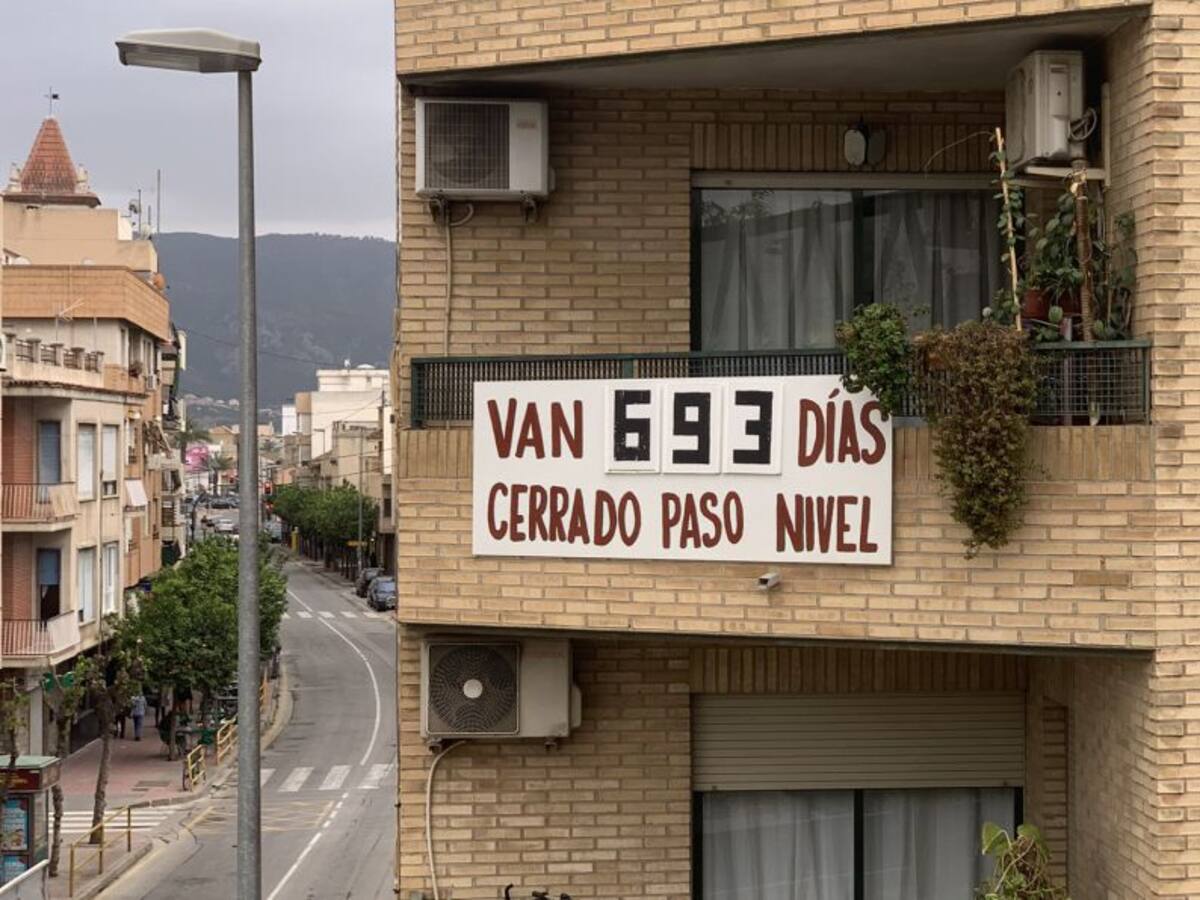 VAN 693 DÍAS
CERRADO PASO NIVEL